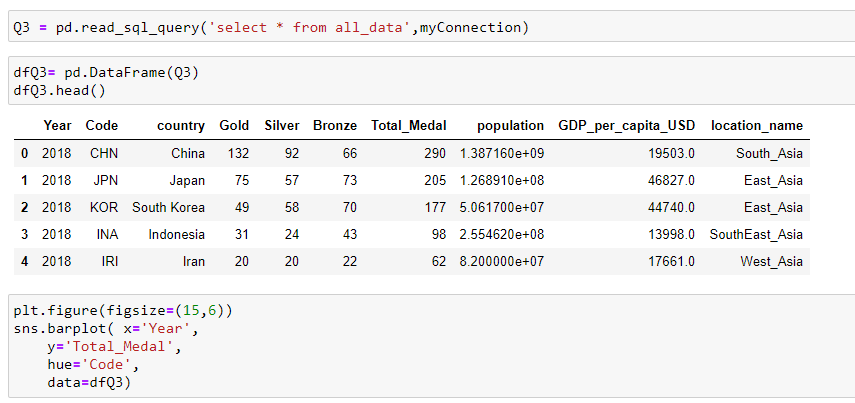 Q3 = pd.read_sql_query('select * from all_data',myConnection)
dfQ3= pd.DataFrame(Q3)
dfQ3.head()
Year Code country Gold Silver Bronze Total_Medal population GDP_per_capita_USD location_name
0 2018 CHN China 132 92 66 290 1.387160e+09 19503.0 South_Asia
1 2018 JPN Japan 75 57 73 205 1.268910e+08 46827.0 East_Asia
2 2018 KOR South Korea 49 58 70 177 5.061700e+07 44740.0 East_Asia
3 2018 INA Indonesia 31 24 43 98 2.554620e+08 13998.0 SouthEast_Asia
4 2018 IRI Iran 20 20 22 62 8.200000e+07 17661.0 West_Asia
plt.figure(figsize=(15,6))
sns.barplot( x='Year',
y='Total_Medal',
hue='Code',
data=dfQ3)